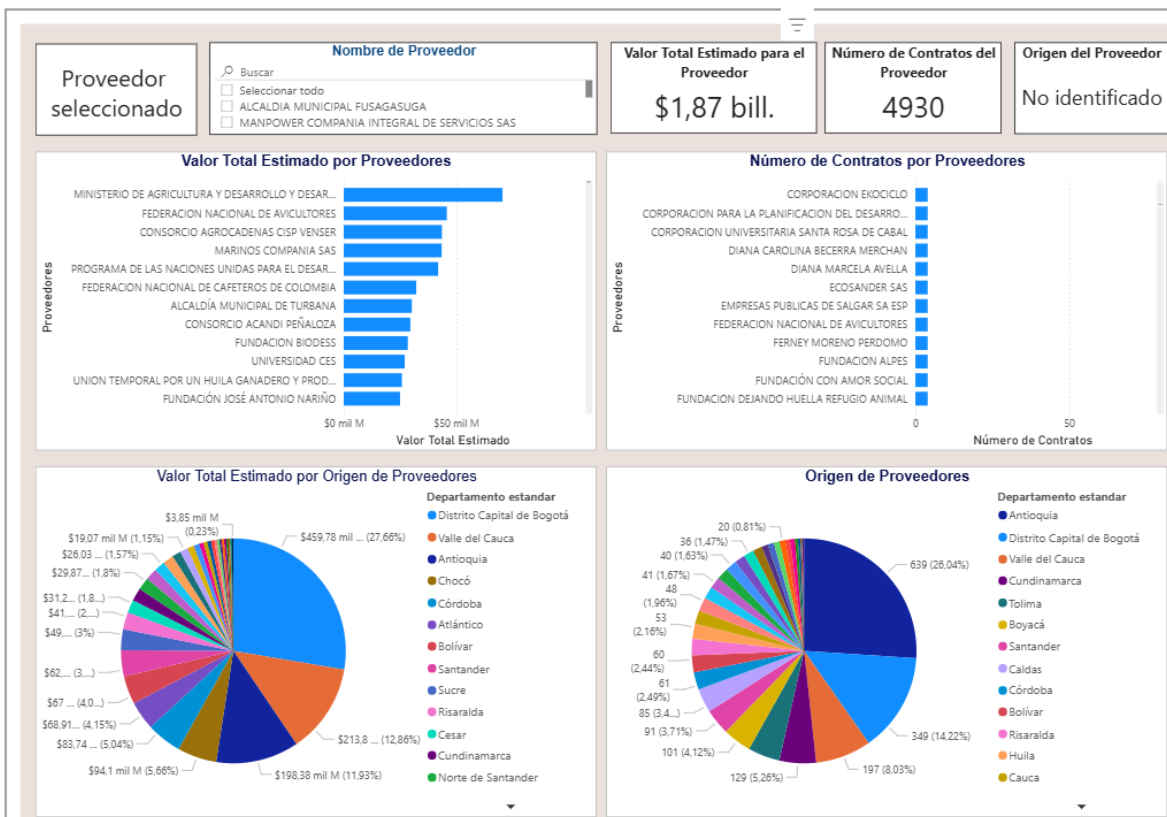 Proveedor
seleccionado
Nombre de Proveedor
Buscar
Seleccionar todo
ALCALDIA MUNICIPAL FUSAGASUGA
MANPOWER COMPANIA INTEGRAL DE SERVICIOS SAS
Valor Total Estimado para el
Proveedor
$1,87 bill.
Número de Contratos del
Proveedor
4930
Origen del Proveedor
No identificado
Valor Total Estimado por Proveedores
Proveedores
MINISTERIO DE AGRICULTURA Y DESARROLLO Y DESAR...
FEDERACION NACIONAL DE AVICULTORES
CONSORCIO AGROCADENAS CISP VENSER
MARINOS COMPANIA SAS
PROGRAMA DE LAS NACIONES UNIDAS PARA EL DESAR...
FEDERACION NACIONAL DE CAFETEROS DE COLOMBIA
ALCALDÍA MUNICIPAL DE TURBANA
CONSORCIO ACANDI PEÑALOZA
FUNDACION BIODESS
UNIVERSIDAD CES
UNION TEMPORAL POR UN HUILA GANADERO Y PROD...
FUNDACIÓN JOSÉ ANTONIO NARIÑO
$0 mil M
$50 mil M
Valor Total Estimado
Número de Contratos por Proveedores
Proveedores
CORPORACION EKOCICLO
CORPORACION PARA LA PLANIFICACION DEL DESARRO...
CORPORACION UNIVERSITARIA SANTA ROSA DE CABAL
DIANA CAROLINA BECERRA MERCHAN
DIANA MARCELA AVELLA
ECOSANDER SAS
EMPRESAS PUBLICAS DE SALGAR SA ESP
FEDERACION NACIONAL DE AVICULTORES
FERNEY MORENO PERDOMO
FUNDACION ALPES
FUNDACIÓN CON AMOR SOCIAL
FUNDACION DEJANDO HUELLA REFUGIO ANIMAL
0
50
Número de Contratos
Valor Total Estimado por Origen de Proveedores
$3,85 mil M
(0,23%)
$19,07 mil M (1,15%)
$26,03 ... (1,57%)
$29,87... (1,8%)
$31,2... (1,8...)
$41,... (2,...)
$49,... (3%)
$62,... (3,...)
$67 ... (4,0...)
$68,91... (4,15%)
$83,74 ... (5,04%)
$94,1 mil M (5,66%)
$198,38 mil M (11,93%)
$213,8 ... (12,86%)
$459,78 mil ... (27,66%)
Departamento estandar
Distrito Capital de Bogotá
Valle del Cauca
Antioquia
Chocó
Córdoba
Atlántico
Bolívar
Santander
Sucre
Risaralda
Cesar
Cundinamarca
Norte de Santander
Origen de Proveedores
20 (0,81%)
36 (1,47%)
40 (1,63%)
41 (1,67%)
48
(1,96%)
53
(2,16%)
60
(2,44%)
61
(2,49%)
85 (3,4...)
91 (3,71%)
101 (4,12%)
129 (5,26%)
197 (8,03%)
349 (14,22%)
639 (26,04%)
Departamento estandar
Antioquia
Distrito Capital de Bogotá
Valle del Cauca
Cundinamarca
Tolima
Boyacá
Santander
Caldas
Córdoba
Bolívar
Risaralda
Huila
Cauca